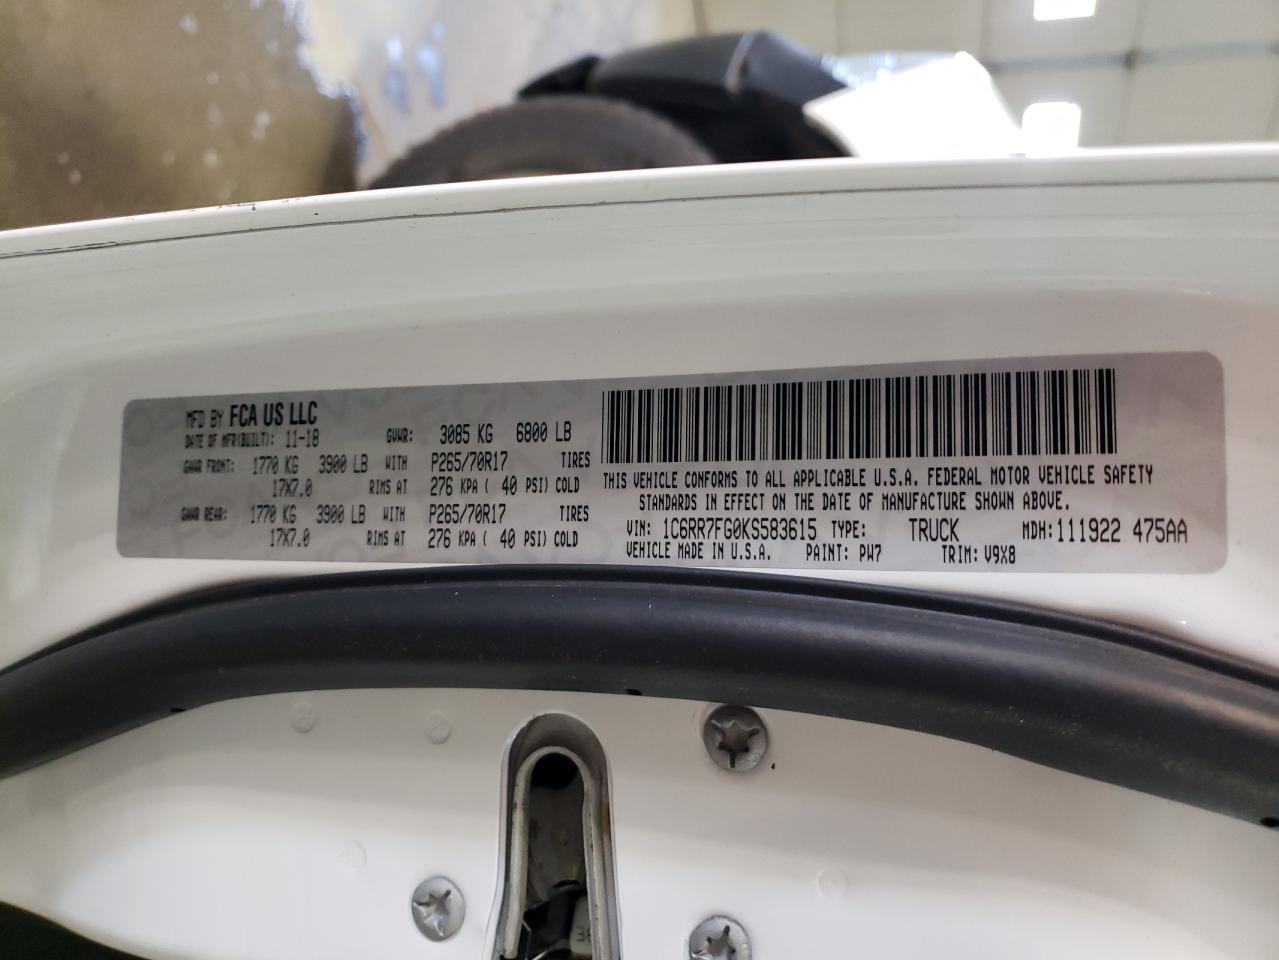 MFD BY FCA US LLC
DATE OF MFR(BUILT): 11-18 GVWR: 3085 KG 6800 LB
GAWR FRONT: 1770 KG 3900 LB WITH P265/70R17 TIRES
17X7.0 RIMS AT 276 KPA ( 40 PSI) COLD
GAWR REAR: 1770 KG 3900 LB WITH P265/70R17 TIRES
17X7.0 RIMS AT 276 KPA ( 40 PSI) COLD
THIS VEHICLE CONFORMS TO ALL APPLICABLE U.S.A. FEDERAL MOTOR VEHICLE SAFETY
STANDARDS IN EFFECT ON THE DATE OF MANUFACTURE SHOWN ABOVE.
VIN: 1C6RR7FG0KS583615 TYPE: TRUCK MDH: 111922 475AA
VEHICLE MADE IN U.S.A. PAINT: PW7 TRIM: V9X8